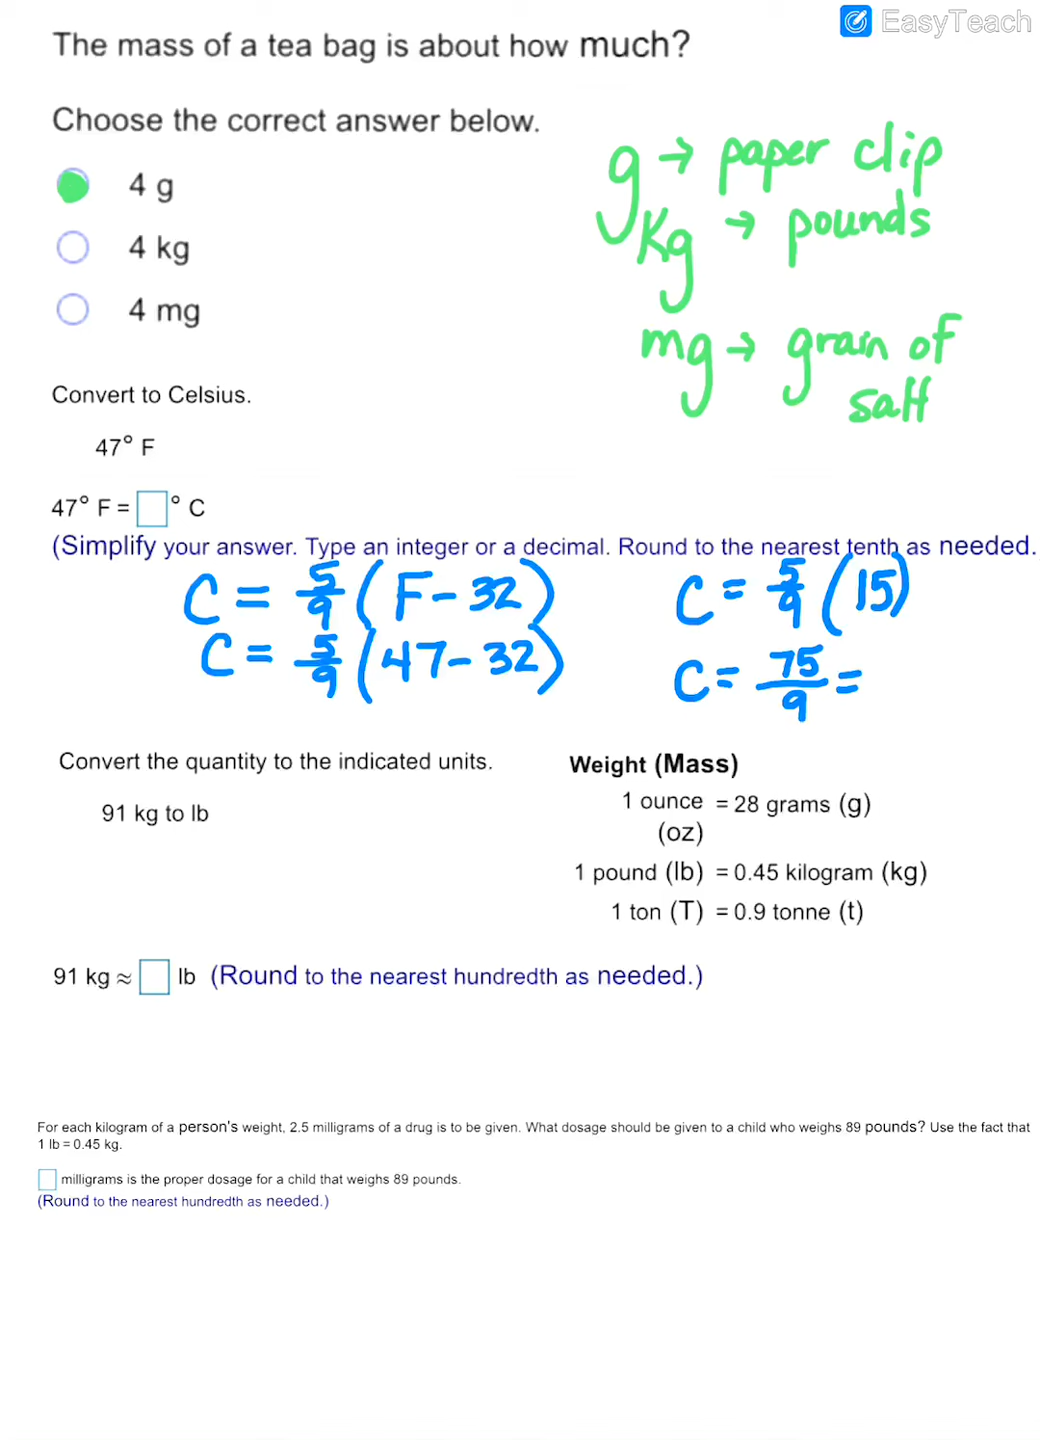 EasyTeach
The mass of a tea bag is about how much?
Choose the correct answer below.
4 g
4 kg
4 mg
g → paper clip
kg → pounds
mg → grain of
salt
Convert to Celsius.
47° F
47° F = ° C
(Simplify your answer. Type an integer or a decimal. Round to the nearest tenth as needed.
C = 5/9 (F - 32)
C = 5/9 (47 - 32)
C = 5/9 (15)
C = 75/9 =
Convert the quantity to the indicated units.
91 kg to lb
Weight (Mass)
1 ounce = 28 grams (g)
(oz)
1 pound (lb) = 0.45 kilogram (kg)
1 ton (T) = 0.9 tonne (t)
91 kg ≈ lb (Round to the nearest hundredth as needed.)
For each kilogram of a person's weight, 2.5 milligrams of a drug is to be given. What dosage should be given to a child who weighs 89 pounds? Use the fact that
1 lb = 0.45 kg.
milligrams is the proper dosage for a child that weighs 89 pounds.
(Round to the nearest hundredth as needed.)